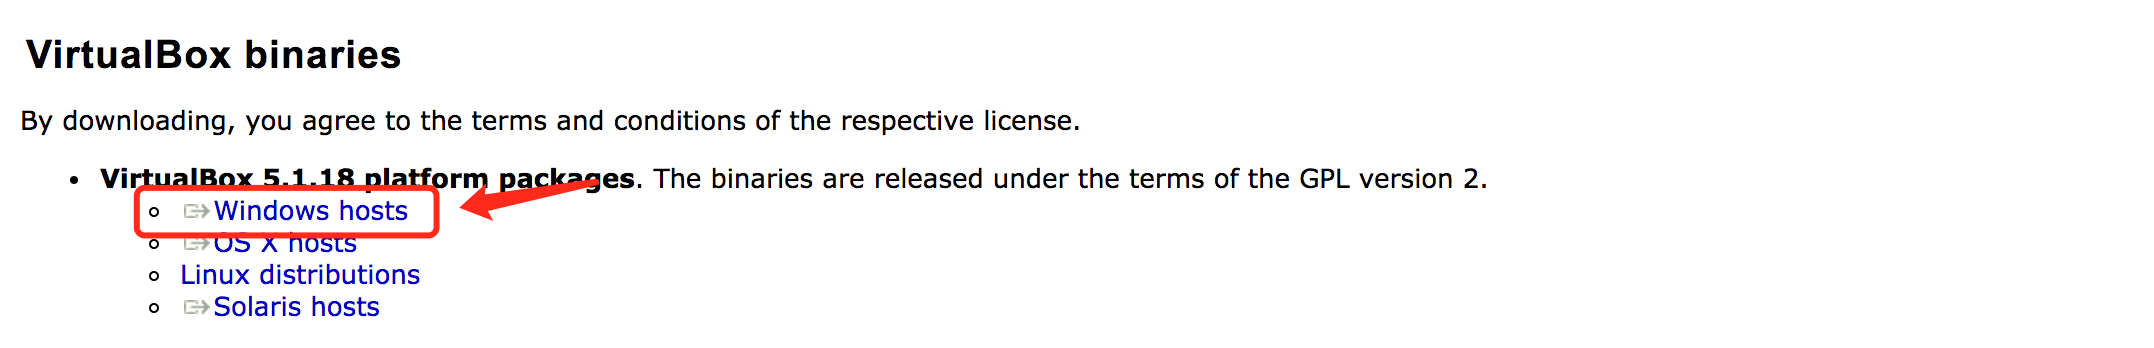 VirtualBox binaries
By downloading, you agree to the terms and conditions of the respective license.
VirtualBox 5.1.18 platform packages. The binaries are released under the terms of the GPL version 2.
Windows hosts
OS X hosts
Linux distributions
Solaris hosts